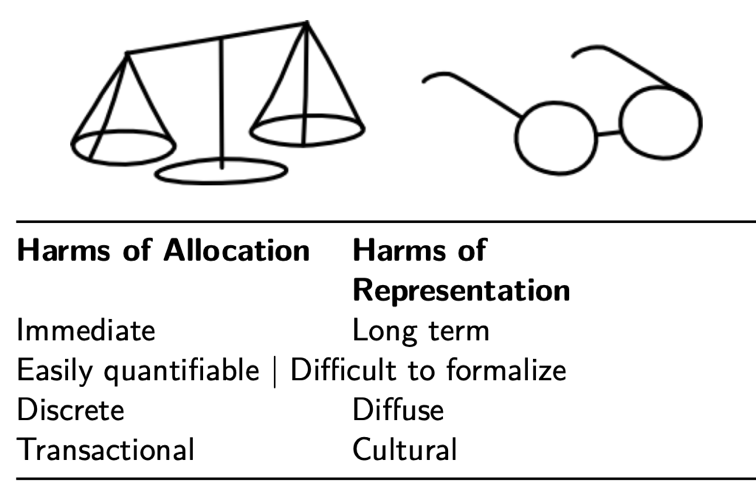 Harms of Allocation Harms of
Representation
Immediate Long term
Easily quantifiable | Difficult to formalize
Discrete Diffuse
Transactional Cultural